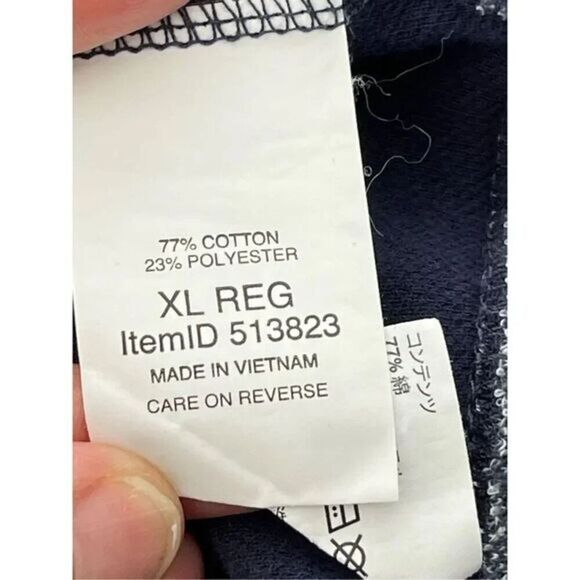 77% COTTON
23% POLYESTER
XL REG
ItemID 513823
MADE IN VIETNAM
CARE ON REVERSE
コンテンツ
77% 綿